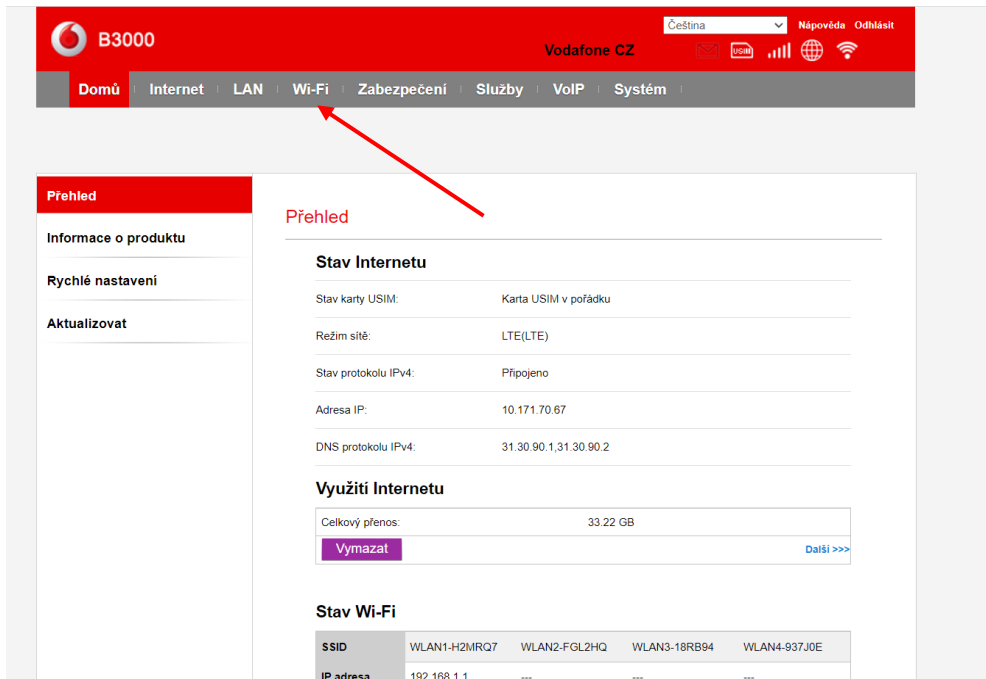 B3000
Čeština
Nápověda Odhlásit
Vodafone CZ
USIM
Domů Internet LAN Wi-Fi Zabezpečení Služby VoIP Systém
Přehled
Informace o produktu
Rychlé nastavení
Aktualizovat
Přehled
Stav Internetu
Stav karty USIM: Karta USIM v pořádku
Režim sítě: LTE(LTE)
Stav protokolu IPv4: Připojeno
Adresa IP: 10.171.70.67
DNS protokolu IPv4: 31.30.90.1,31.30.90.2
Využití Internetu
Celkový přenos: 33.22 GB
Vymazat Další >>>
Stav Wi-Fi
SSID WLAN1-H2MRQ7 WLAN2-FGL2HQ WLAN3-18RB94 WLAN4-937J0E
IP adresa 192.168.1.1 --- --- ---